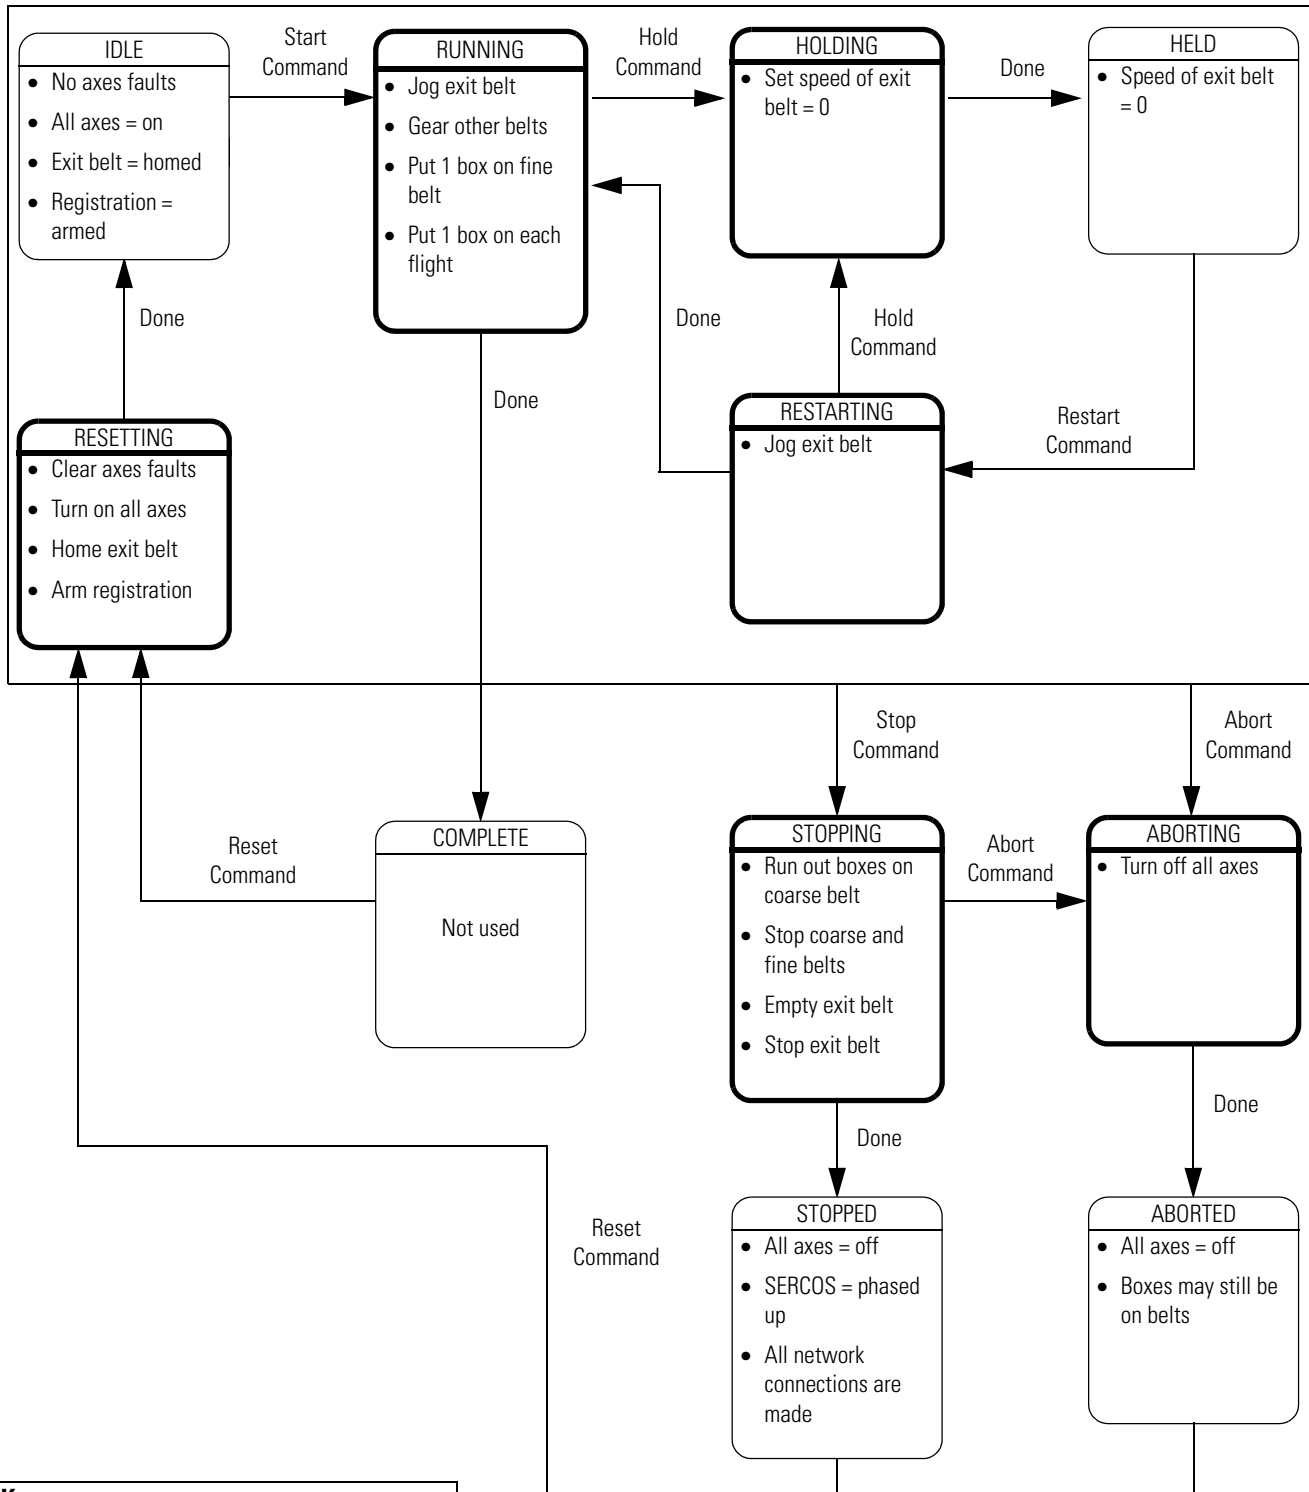 IDLE
• No axes faults
• All axes = on
• Exit belt = homed
• Registration =
armed
Start
Command
RUNNING
• Jog exit belt
• Gear other belts
• Put 1 box on fine
belt
• Put 1 box on each
flight
Hold
Command
HOLDING
• Set speed of exit
belt = 0
Done
HELD
• Speed of exit belt
= 0
Done
Done
Hold
Command
Done
RESTARTING
• Jog exit belt
Restart
Command
RESETTING
• Clear axes faults
• Turn on all axes
• Home exit belt
• Arm registration
Stop
Command
Abort
Command
Reset
Command
COMPLETE
Not used
STOPPING
• Run out boxes on
coarse belt
• Stop coarse and
fine belts
• Empty exit belt
• Stop exit belt
Abort
Command
ABORTING
• Turn off all axes
Done
Done
Reset
Command
STOPPED
• All axes = off
• SERCOS = phased
up
• All network
connections are
made
ABORTED
• All axes = off
• Boxes may still be
on belts